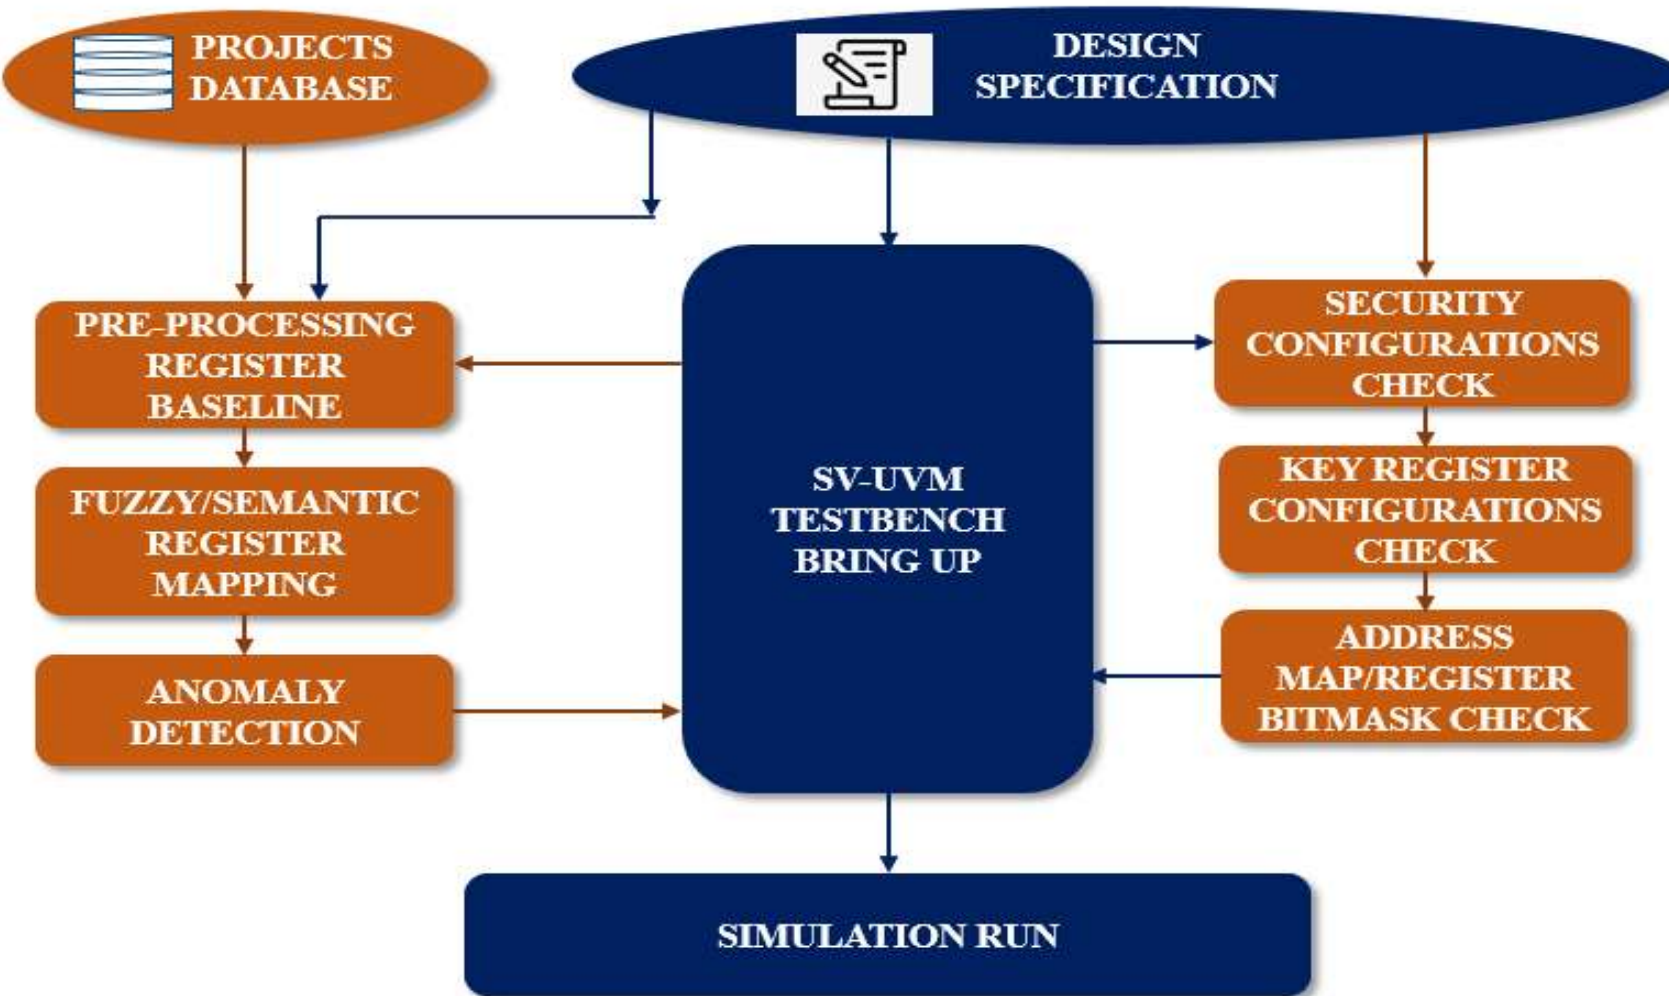 PROJECTS
DATABASE
DESIGN
SPECIFICATION
PRE-PROCESSING
REGISTER
BASELINE
FUZZY/SEMANTIC
REGISTER
MAPPING
ANOMALY
DETECTION
SV-UVM
TESTBENCH
BRING UP
SECURITY
CONFIGURATIONS
CHECK
KEY REGISTER
CONFIGURATIONS
CHECK
ADDRESS
MAP/REGISTER
BITMASK CHECK
SIMULATION RUN